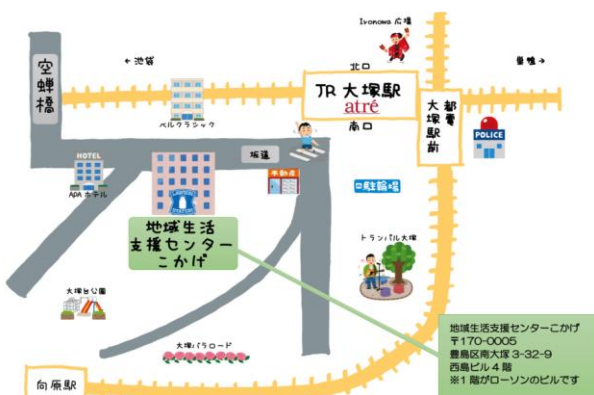 Ironowa 広場
← 池袋
北口
巣鴨 →
空蝉橋
JR 大塚駅
atré
都電
大塚駅前
ベルクラシック
南口
POLICE
坂道
HOTEL
APA ホテル
不動産
駐輪場
LAWSON
STATION
地域生活
支援センター
こかげ
トランパル大塚
大塚台公園
大塚バラロード
向原駅
地域生活支援センターこかげ
〒170-0005
豊島区南大塚 3-32-9
西島ビル 4 階
※1 階がローソンのビルです